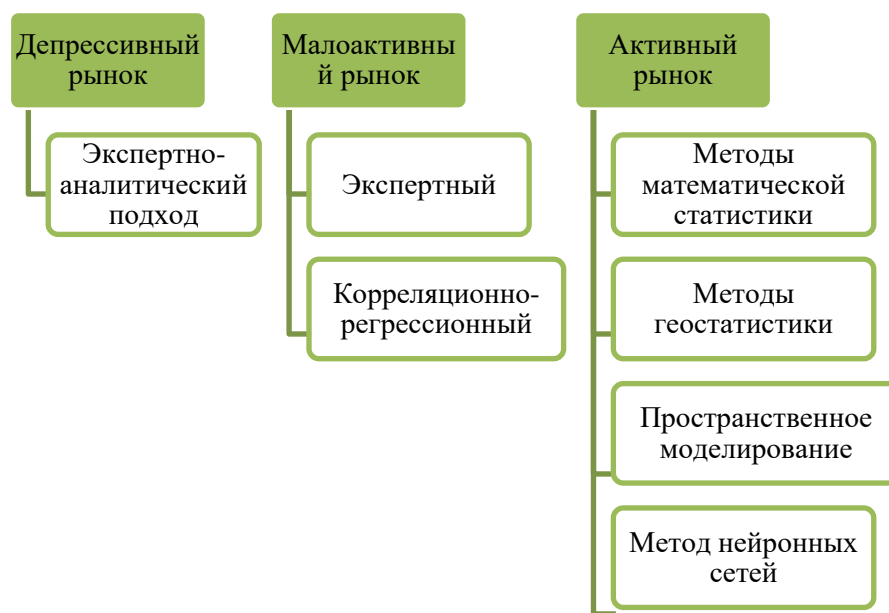 Депрессивный
рынок
Экспертно-
аналитический
подход
Малоактивны
й рынок
Экспертный
Корреляционно-
регрессионный
Активный
рынок
Методы
математической
статистики
Методы
геостатистики
Пространственное
моделирование
Метод нейронных
сетей